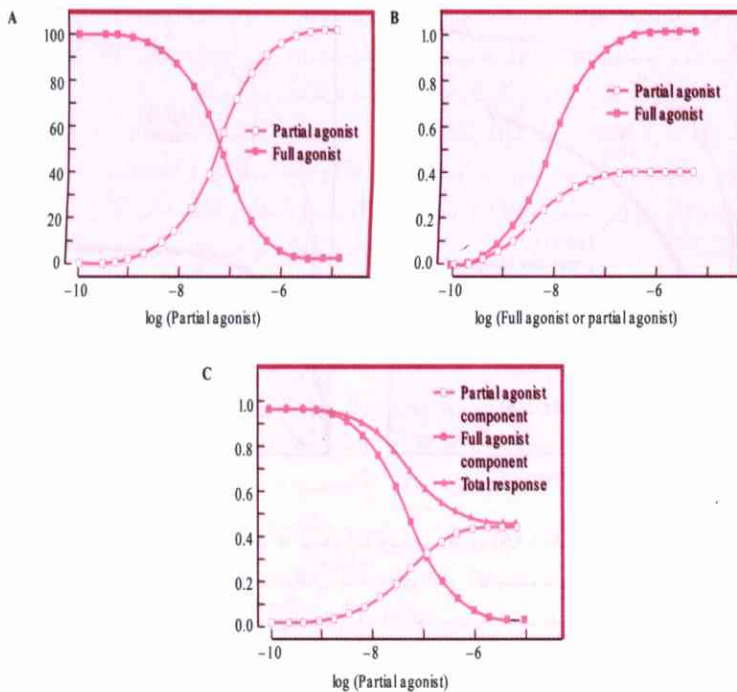 A
100
80
60
40
20
0
Partial agonist
Full agonist
-10
-8
-6
log (Partial agonist)
B
1.0
0.8
0.6
0.4
0.2
0.0
Partial agonist
Full agonist
-10
-8
-6
log (Full agonist or partial agonist)
C
1.0
0.8
0.6
0.4
0.2
0.0
Partial agonist
component
Full agonist
component
Total response
-10
-8
-6
log (Partial agonist)